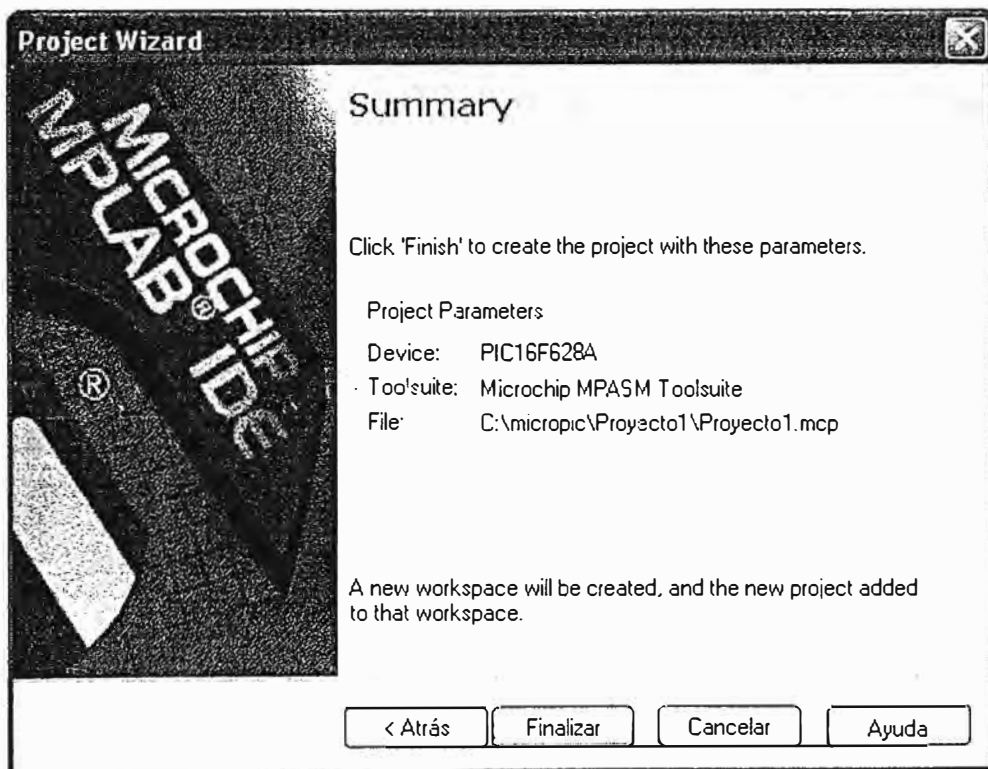 Project Wizard
MICROCHIP
MPLAB® IDE
®
Summary
Click 'Finish' to create the project with these parameters.
Project Parameters
Device: PIC16F628A
Toolsuite: Microchip MPASM Toolsuite
File: C:\micropic\Proyecto1\Proyecto1.mcp
A new workspace will be created, and the new project added
to that workspace.
< Atrás Finalizar Cancelar Ayuda